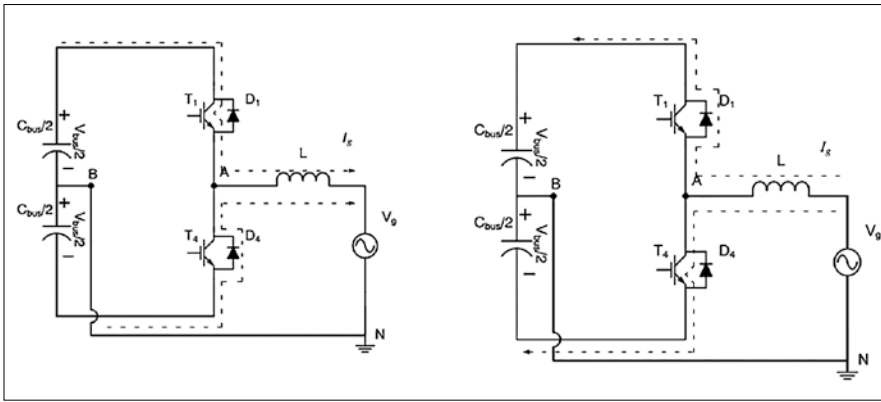 T1
D1
Cbus/2
+
Vbus/2
−
L
Ig
B
A
Cbus/2
+
Vbus/2
−
T4
D4
Vg
N
T1
D1
Cbus/2
+
Vbus/2
−
L
Ig
B
A
Cbus/2
+
Vbus/2
−
T4
D4
Vg
N